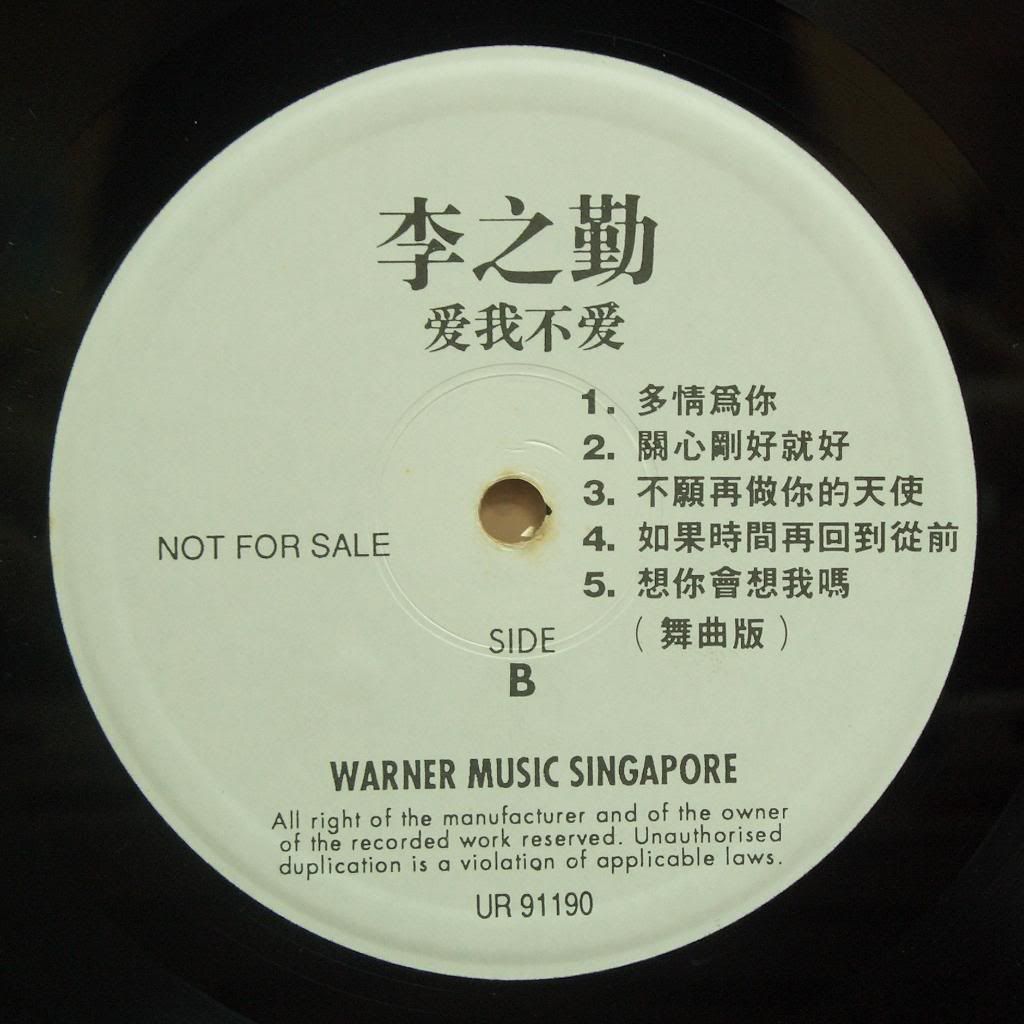 李之勤
爱我不爱
1. 多情爲你
2. 關心剛好就好
3. 不願再做你的天使
4. 如果時間再回到從前
5. 想你會想我嗎
( 舞曲版 )
NOT FOR SALE
SIDE
B
WARNER MUSIC SINGAPORE
All right of the manufacturer and of the owner
of the recorded work reserved. Unauthorised
duplication is a violation of applicable laws.
UR 91190